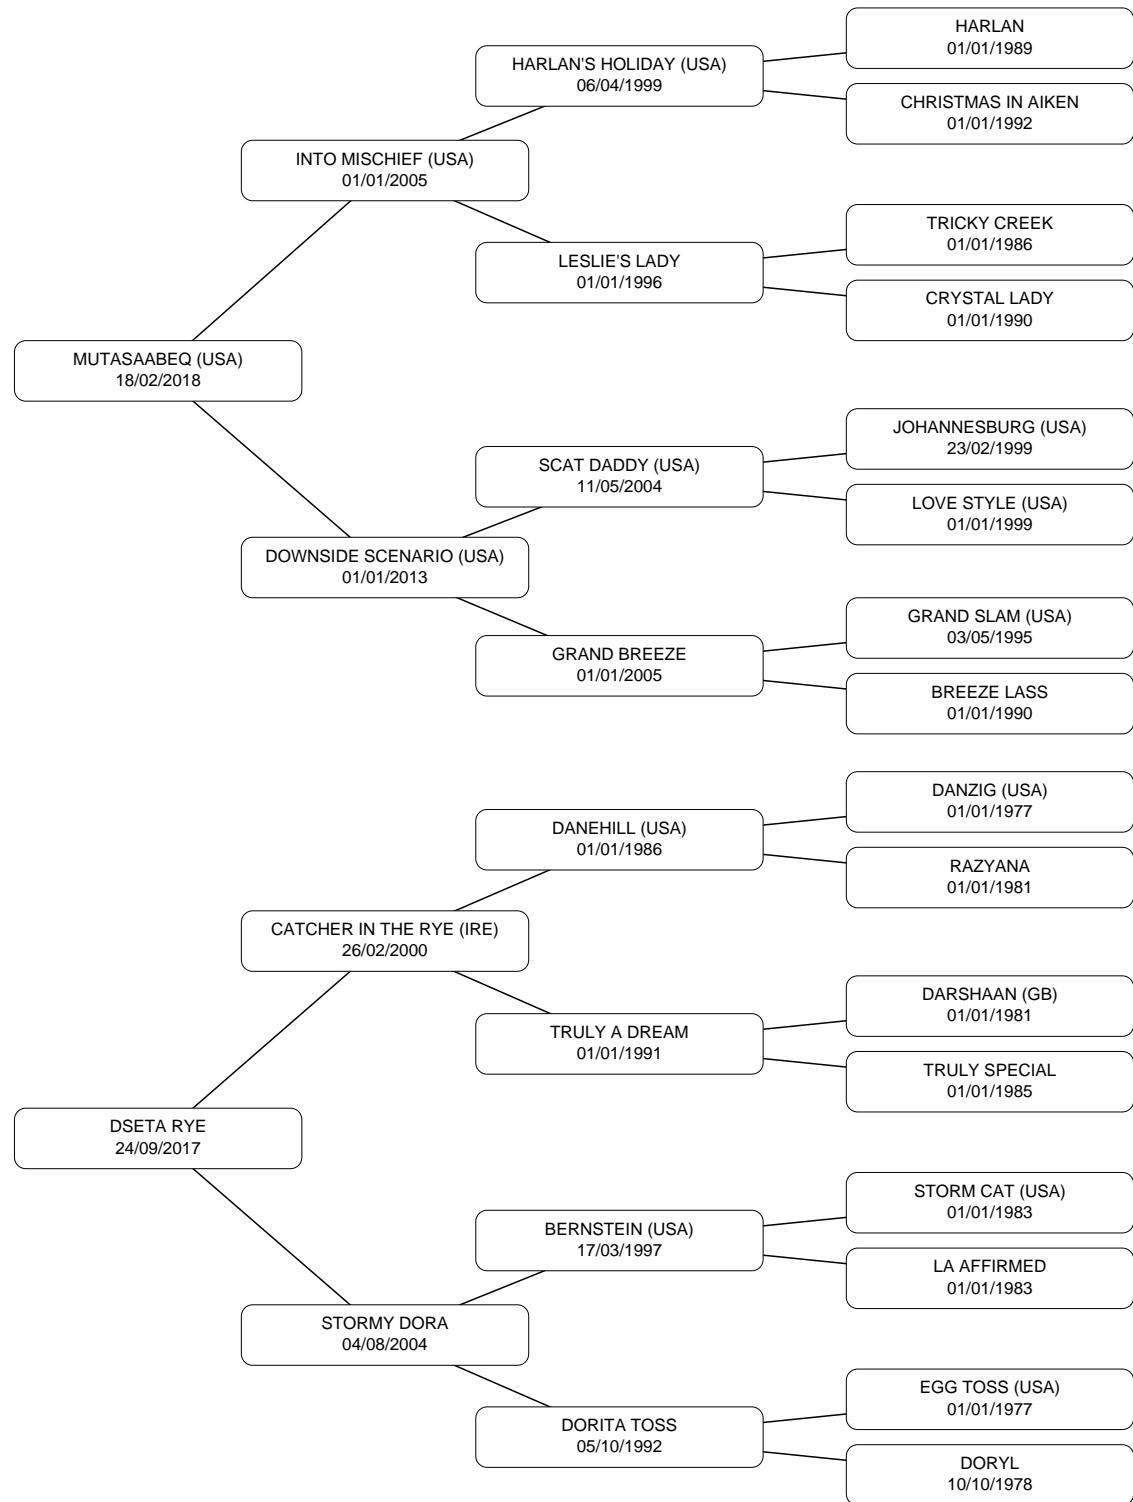 HARLAN
01/01/1989
HARLAN'S HOLIDAY (USA)
06/04/1999
CHRISTMAS IN AIKEN
01/01/1992
INTO MISCHIEF (USA)
01/01/2005
TRICKY CREEK
01/01/1986
LESLIE'S LADY
01/01/1996
CRYSTAL LADY
01/01/1990
MUTASAABEQ (USA)
18/02/2018
JOHANNESBURG (USA)
23/02/1999
SCAT DADDY (USA)
11/05/2004
LOVE STYLE (USA)
01/01/1999
DOWNSIDE SCENARIO (USA)
01/01/2013
GRAND SLAM (USA)
03/05/1995
GRAND BREEZE
01/01/2005
BREEZE LASS
01/01/1990
DANZIG (USA)
01/01/1977
DANEHILL (USA)
01/01/1986
RAZYANA
01/01/1981
CATCHER IN THE RYE (IRE)
26/02/2000
DARSHAAN (GB)
01/01/1981
TRULY A DREAM
01/01/1991
TRULY SPECIAL
01/01/1985
DSETA RYE
24/09/2017
STORM CAT (USA)
01/01/1983
BERNSTEIN (USA)
17/03/1997
LA AFFIRMED
01/01/1983
STORMY DORA
04/08/2004
EGG TOSS (USA)
01/01/1977
DORITA TOSS
05/10/1992
DORYL
10/10/1978